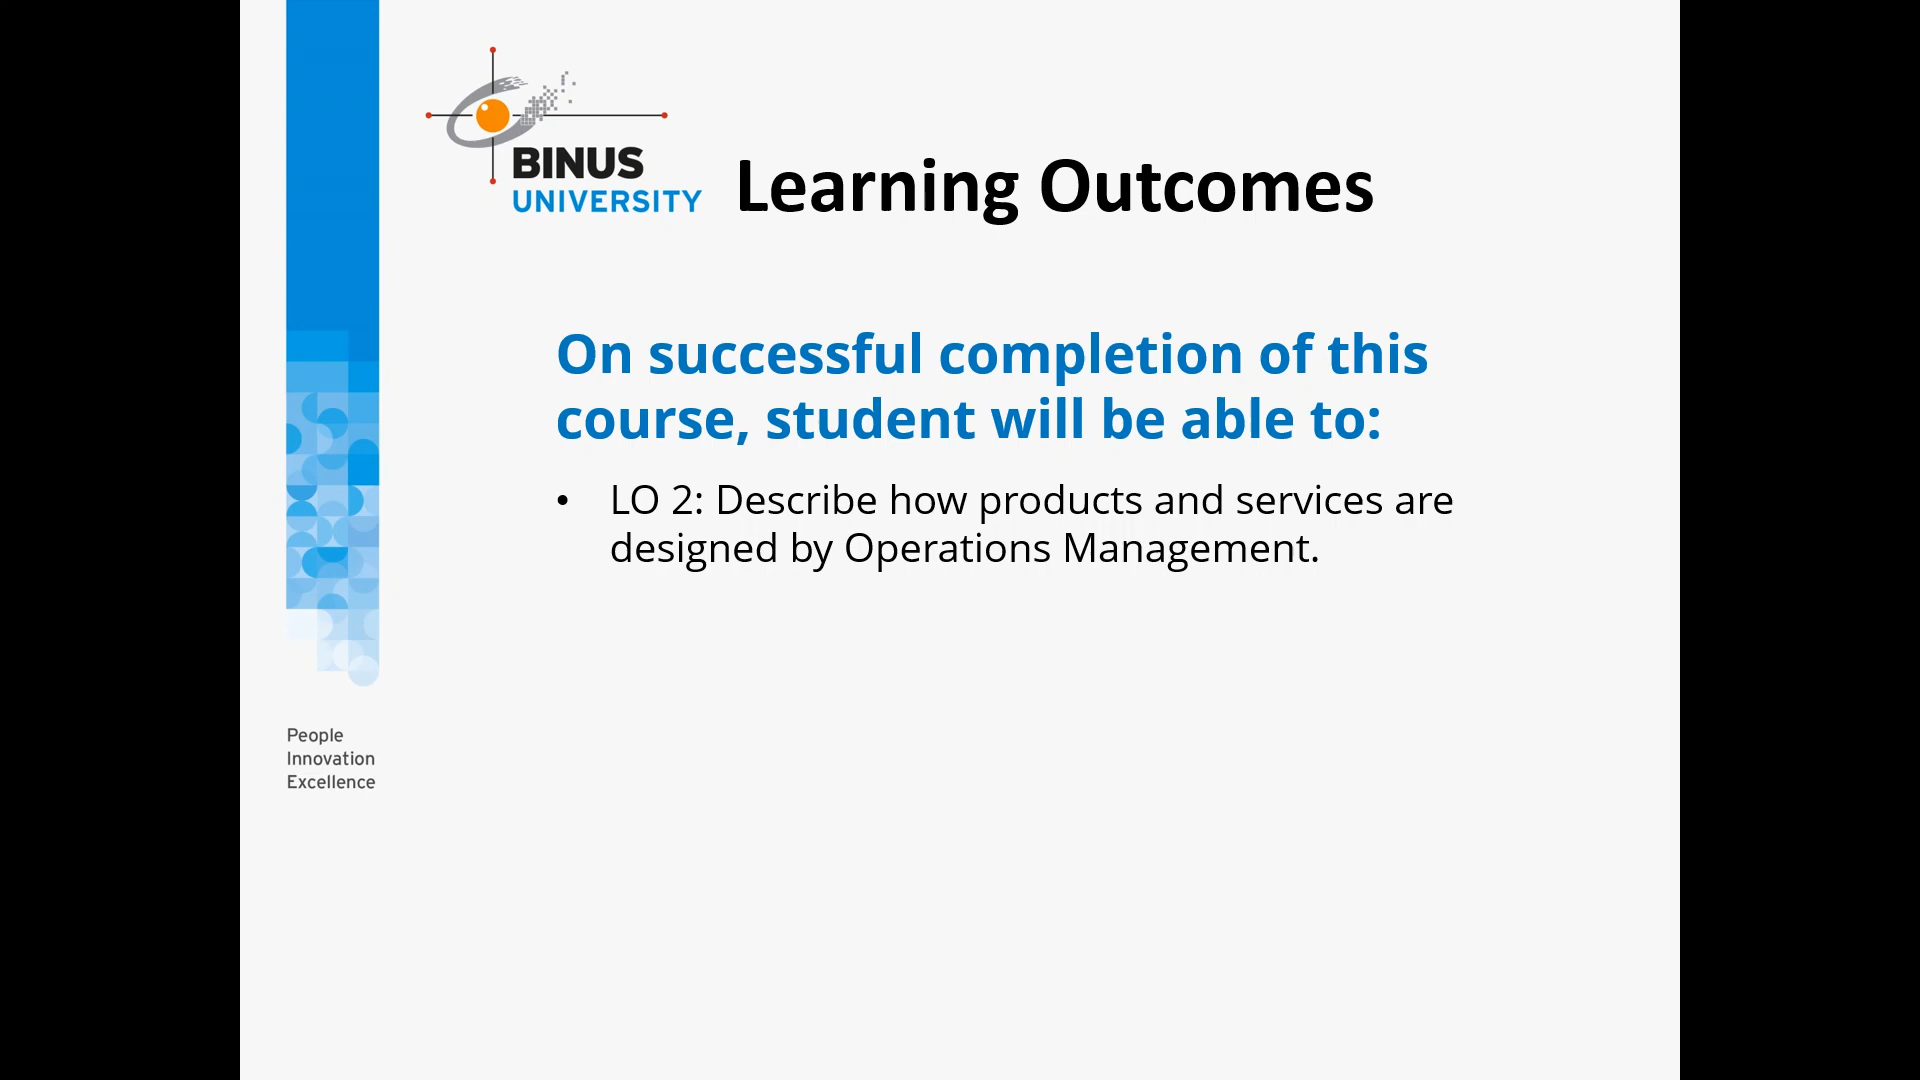 BINUS
UNIVERSITY
Learning Outcomes
On successful completion of this
course, student will be able to:
• LO 2: Describe how products and services are
designed by Operations Management.
People
Innovation
Excellence